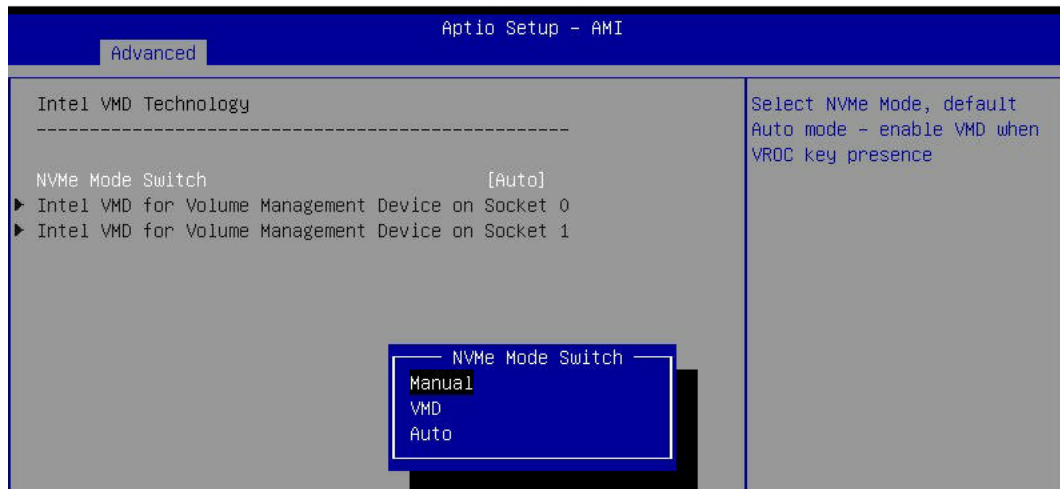 Aptio Setup – AMI
Advanced
Intel VMD Technology
--------------------------------------------------
NVMe Mode Switch [Auto]
Intel VMD for Volume Management Device on Socket 0
Intel VMD for Volume Management Device on Socket 1
Select NVMe Mode, default
Auto mode – enable VMD when
VROC key presence
NVMe Mode Switch
Manual
VMD
Auto